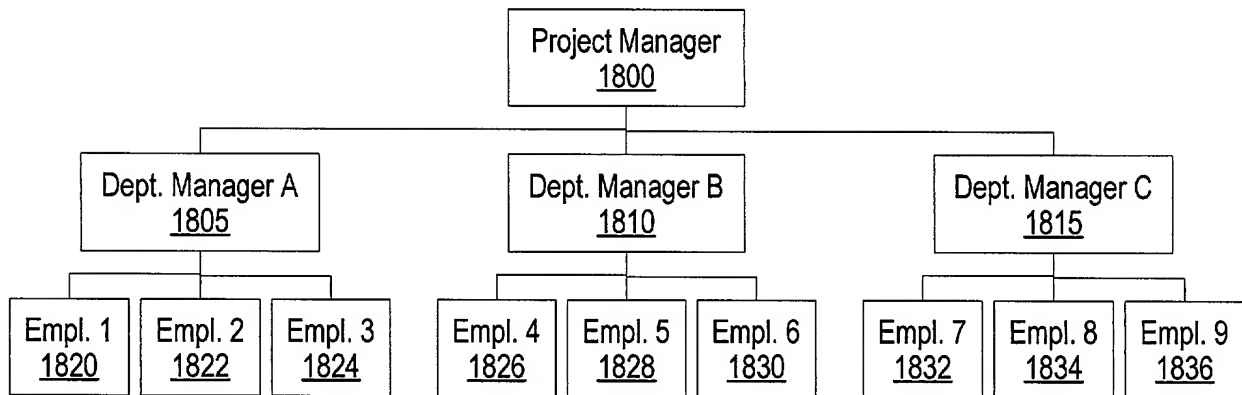 Project Manager
1800
Dept. Manager A
1805
Dept. Manager B
1810
Dept. Manager C
1815
Empl. 1
1820
Empl. 2
1822
Empl. 3
1824
Empl. 4
1826
Empl. 5
1828
Empl. 6
1830
Empl. 7
1832
Empl. 8
1834
Empl. 9
1836